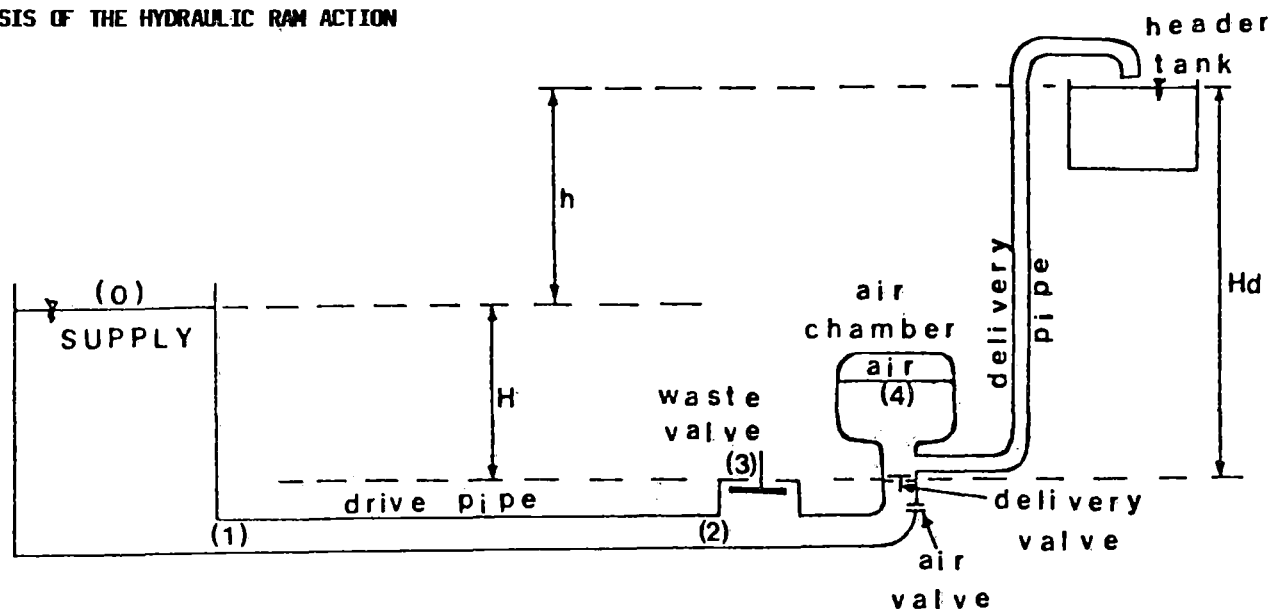 SIS OF THE HYDRAULIC RAM ACTION
header
tank
h
delivery
pipe
Hd
(0)
SUPPLY
H
air
chamber
air
(4)
waste
valve
(3)
drive pipe
(1)
(2)
delivery
valve
air
valve